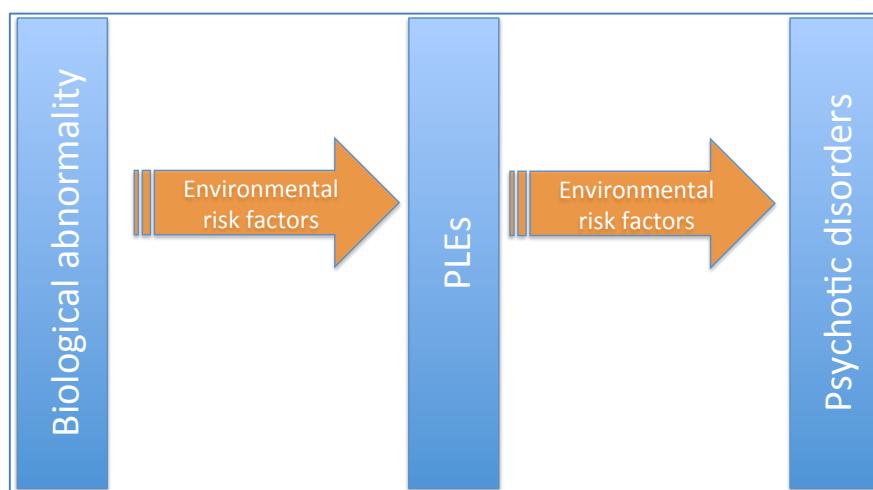 Biological abnormality
Environmental
risk factors
PLEs
Environmental
risk factors
Psychotic disorders